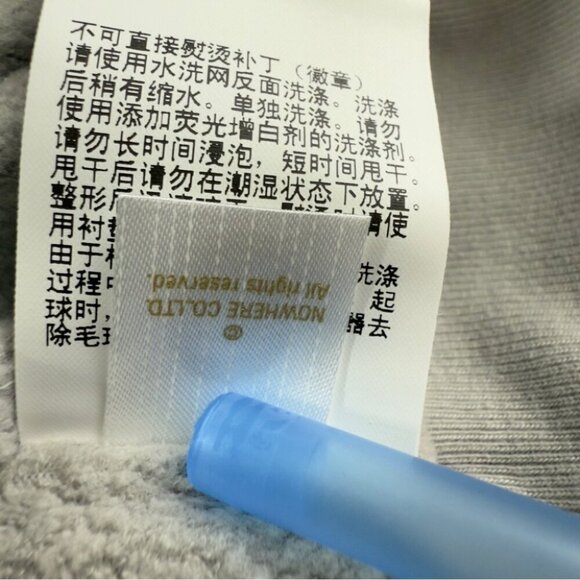 不可直接熨烫补丁（徽章）
请使用水洗网反面洗涤。洗涤
后稍有缩水。单独洗涤。请勿
使用添加荧光增白剂的洗涤剂。
请勿长时间浸泡，短时间甩干。
甩干后请勿在潮湿状态下放置。
整形后 请使
用衬垫
由于 洗涤
过程中 起
球时， 器去
除毛球
©
NOWHERE CO.LTD.
All rights reserved.